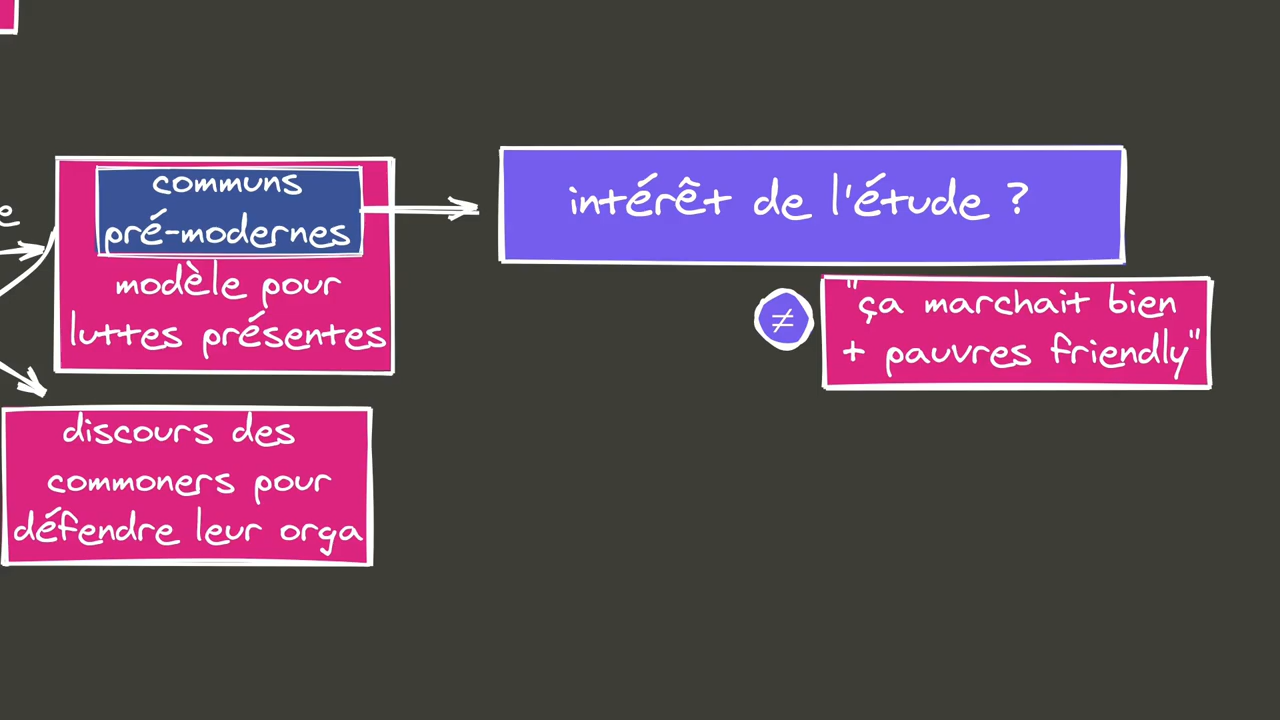 communs
pré-modernes
modèle pour
luttes présentes
intérêt de l'étude ?
≠
"ça marchait bien
+ pauvres friendly"
discours des
commoners pour
défendre leur orga